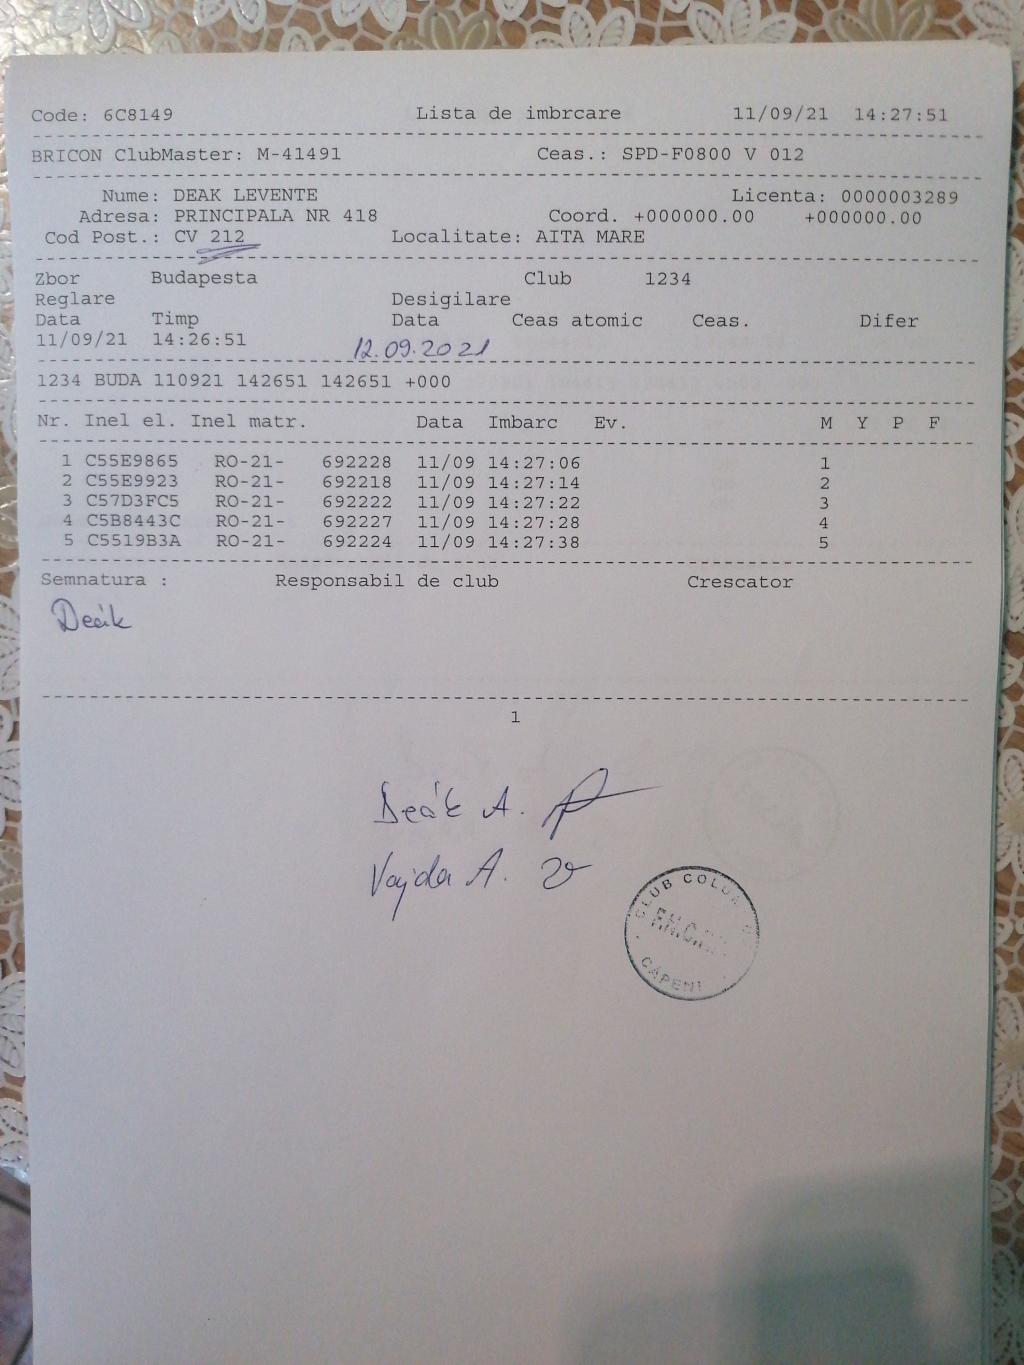 Code: 6C8149 Lista de imbrcare 11/09/21 14:27:51
BRICON ClubMaster: M-41491 Ceas.: SPD-F0800 V 012
Nume: DEAK LEVENTE Licenta: 0000003289
Adresa: PRINCIPALA NR 418 Coord. +000000.00 +000000.00
Cod Post.: CV 212 Localitate: AITA MARE
Zbor Budapesta Club 1234
Reglare Desigilare
Data Timp Data Ceas atomic Ceas. Difer
11/09/21 14:26:51 12.09.2021
1234 BUDA 110921 142651 142651 +000
Nr. Inel el. Inel matr. Data Imbarc Ev. M Y P F
1 C55E9865 RO-21- 692228 11/09 14:27:06 1
2 C55E9923 RO-21- 692218 11/09 14:27:14 2
3 C57D3FC5 RO-21- 692222 11/09 14:27:22 3
4 C5B8443C RO-21- 692227 11/09 14:27:28 4
5 C5519B3A RO-21- 692224 11/09 14:27:38 5
Semnatura : Responsabil de club Crescator
Deák
1
Deák A.
Vajda A.
CLUB
CAPENI